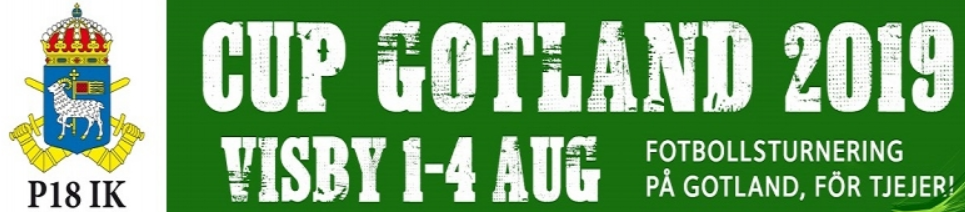 P18 IK
CUP GOTLAND 2019
VISBY 1-4 AUG
FOTBOLLSTURNERING
PÅ GOTLAND, FÖR TJEJER!